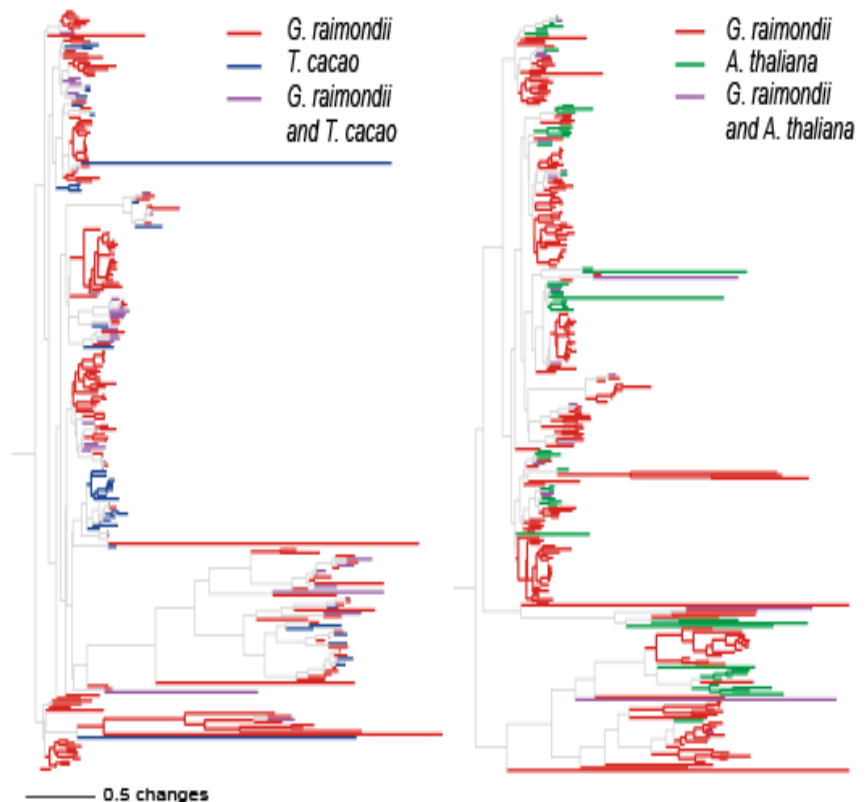 G. raimondii
T. cacao
G. raimondii
and T. cacao
G. raimondii
A. thaliana
G. raimondii
and A. thaliana
0.5 changes